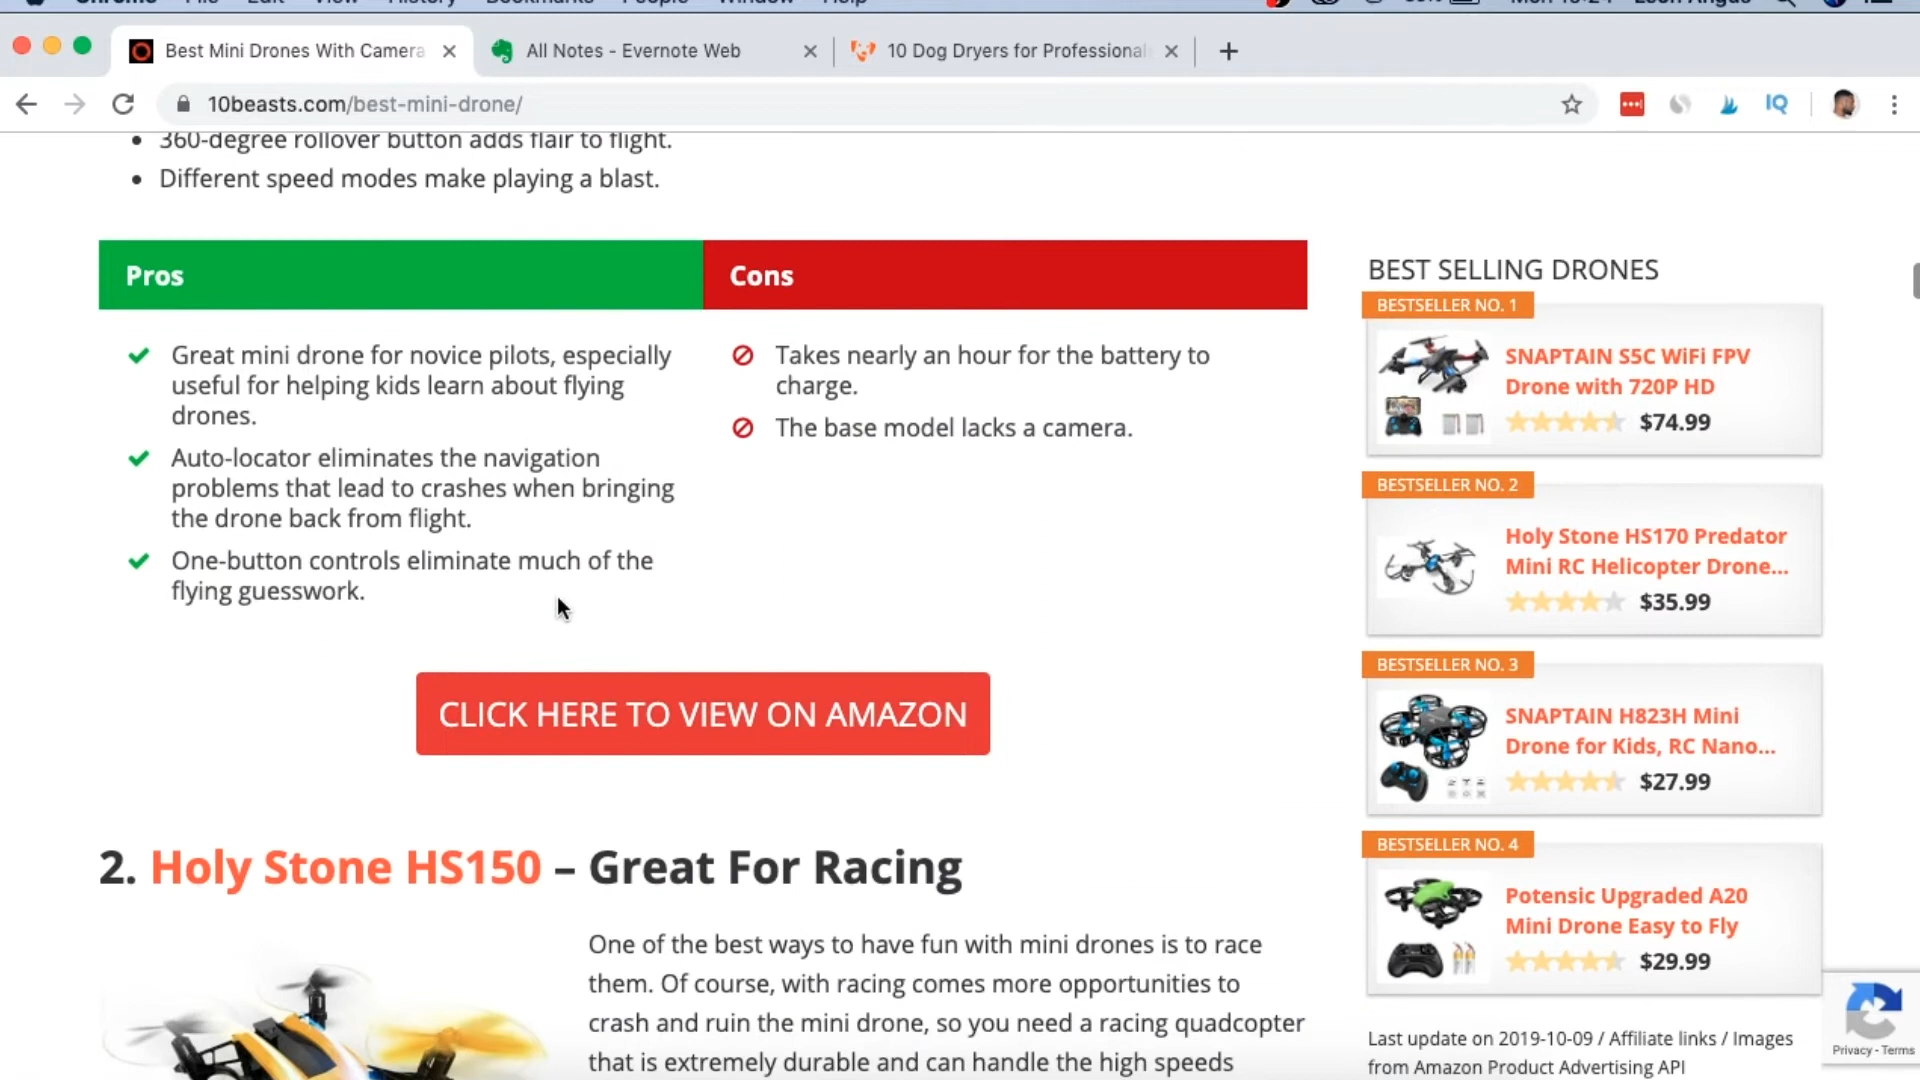 Chrome File Edit View History Bookmarks People Window Help
Best Mini Drones With Camera
All Notes - Evernote Web
10 Dog Dryers for Professional
10beasts.com/best-mini-drone/
IQ
360-degree rollover button adds flair to flight.
Different speed modes make playing a blast.
Pros
Cons
Great mini drone for novice pilots, especially
useful for helping kids learn about flying
drones.
Auto-locator eliminates the navigation
problems that lead to crashes when bringing
the drone back from flight.
One-button controls eliminate much of the
flying guesswork.
Takes nearly an hour for the battery to
charge.
The base model lacks a camera.
CLICK HERE TO VIEW ON AMAZON
2. Holy Stone HS150 – Great For Racing
One of the best ways to have fun with mini drones is to race
them. Of course, with racing comes more opportunities to
crash and ruin the mini drone, so you need a racing quadcopter
that is extremely durable and can handle the high speeds
BEST SELLING DRONES
BESTSELLER NO. 1
SNAPTAIN S5C WiFi FPV
Drone with 720P HD
$74.99
BESTSELLER NO. 2
Holy Stone HS170 Predator
Mini RC Helicopter Drone...
$35.99
BESTSELLER NO. 3
SNAPTAIN H823H Mini
Drone for Kids, RC Nano...
$27.99
BESTSELLER NO. 4
Potensic Upgraded A20
Mini Drone Easy to Fly
$29.99
Last update on 2019-10-09 / Affiliate links / Images
from Amazon Product Advertising API
Privacy - Terms